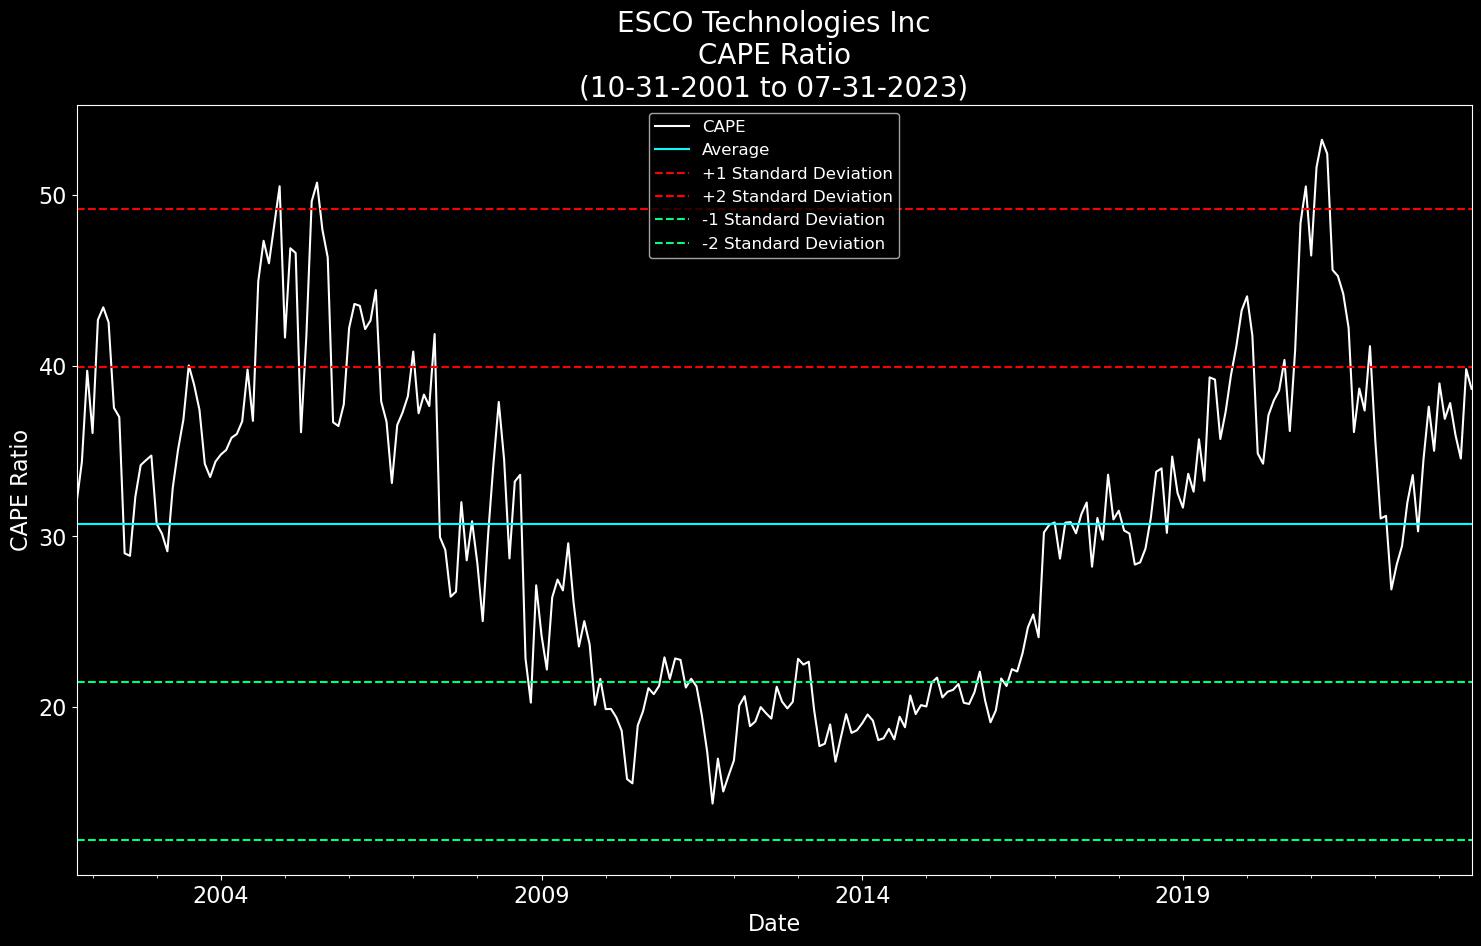 ESCO Technologies Inc
CAPE Ratio
(10-31-2001 to 07-31-2023)
CAPE
Average
+1 Standard Deviation
+2 Standard Deviation
-1 Standard Deviation
-2 Standard Deviation
CAPE Ratio
50
40
30
20
2004
2009
2014
2019
Date